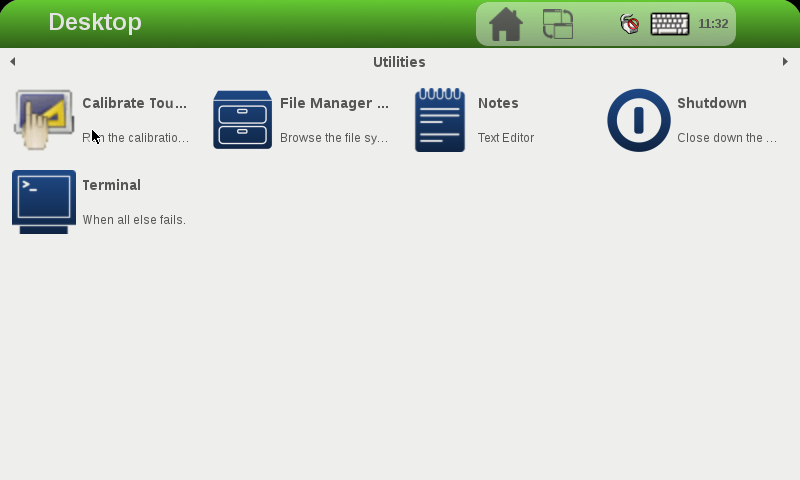 Desktop
11:32
Utilities
Calibrate Tou...
Run the calibratio...
File Manager ...
Browse the file sy...
Notes
Text Editor
Shutdown
Close down the ...
>_
Terminal
When all else fails.